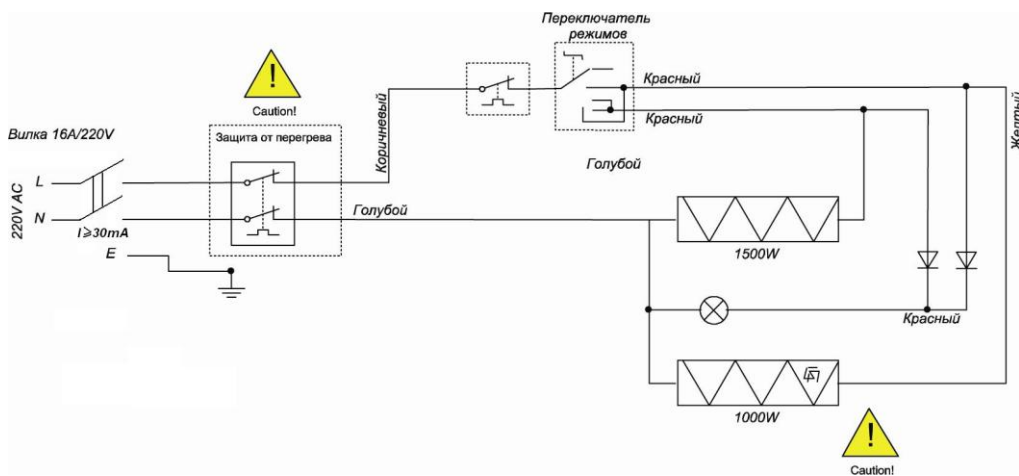 Переключатель
режимов
Красный
Caution!
Красный
Коричневый
Желтый
Вилка 16A/220V
Защита от перегрева
Голубой
L
220V AC
N
Голубой
I⩾30mA
E
1500W
Красный
1000W
Caution!